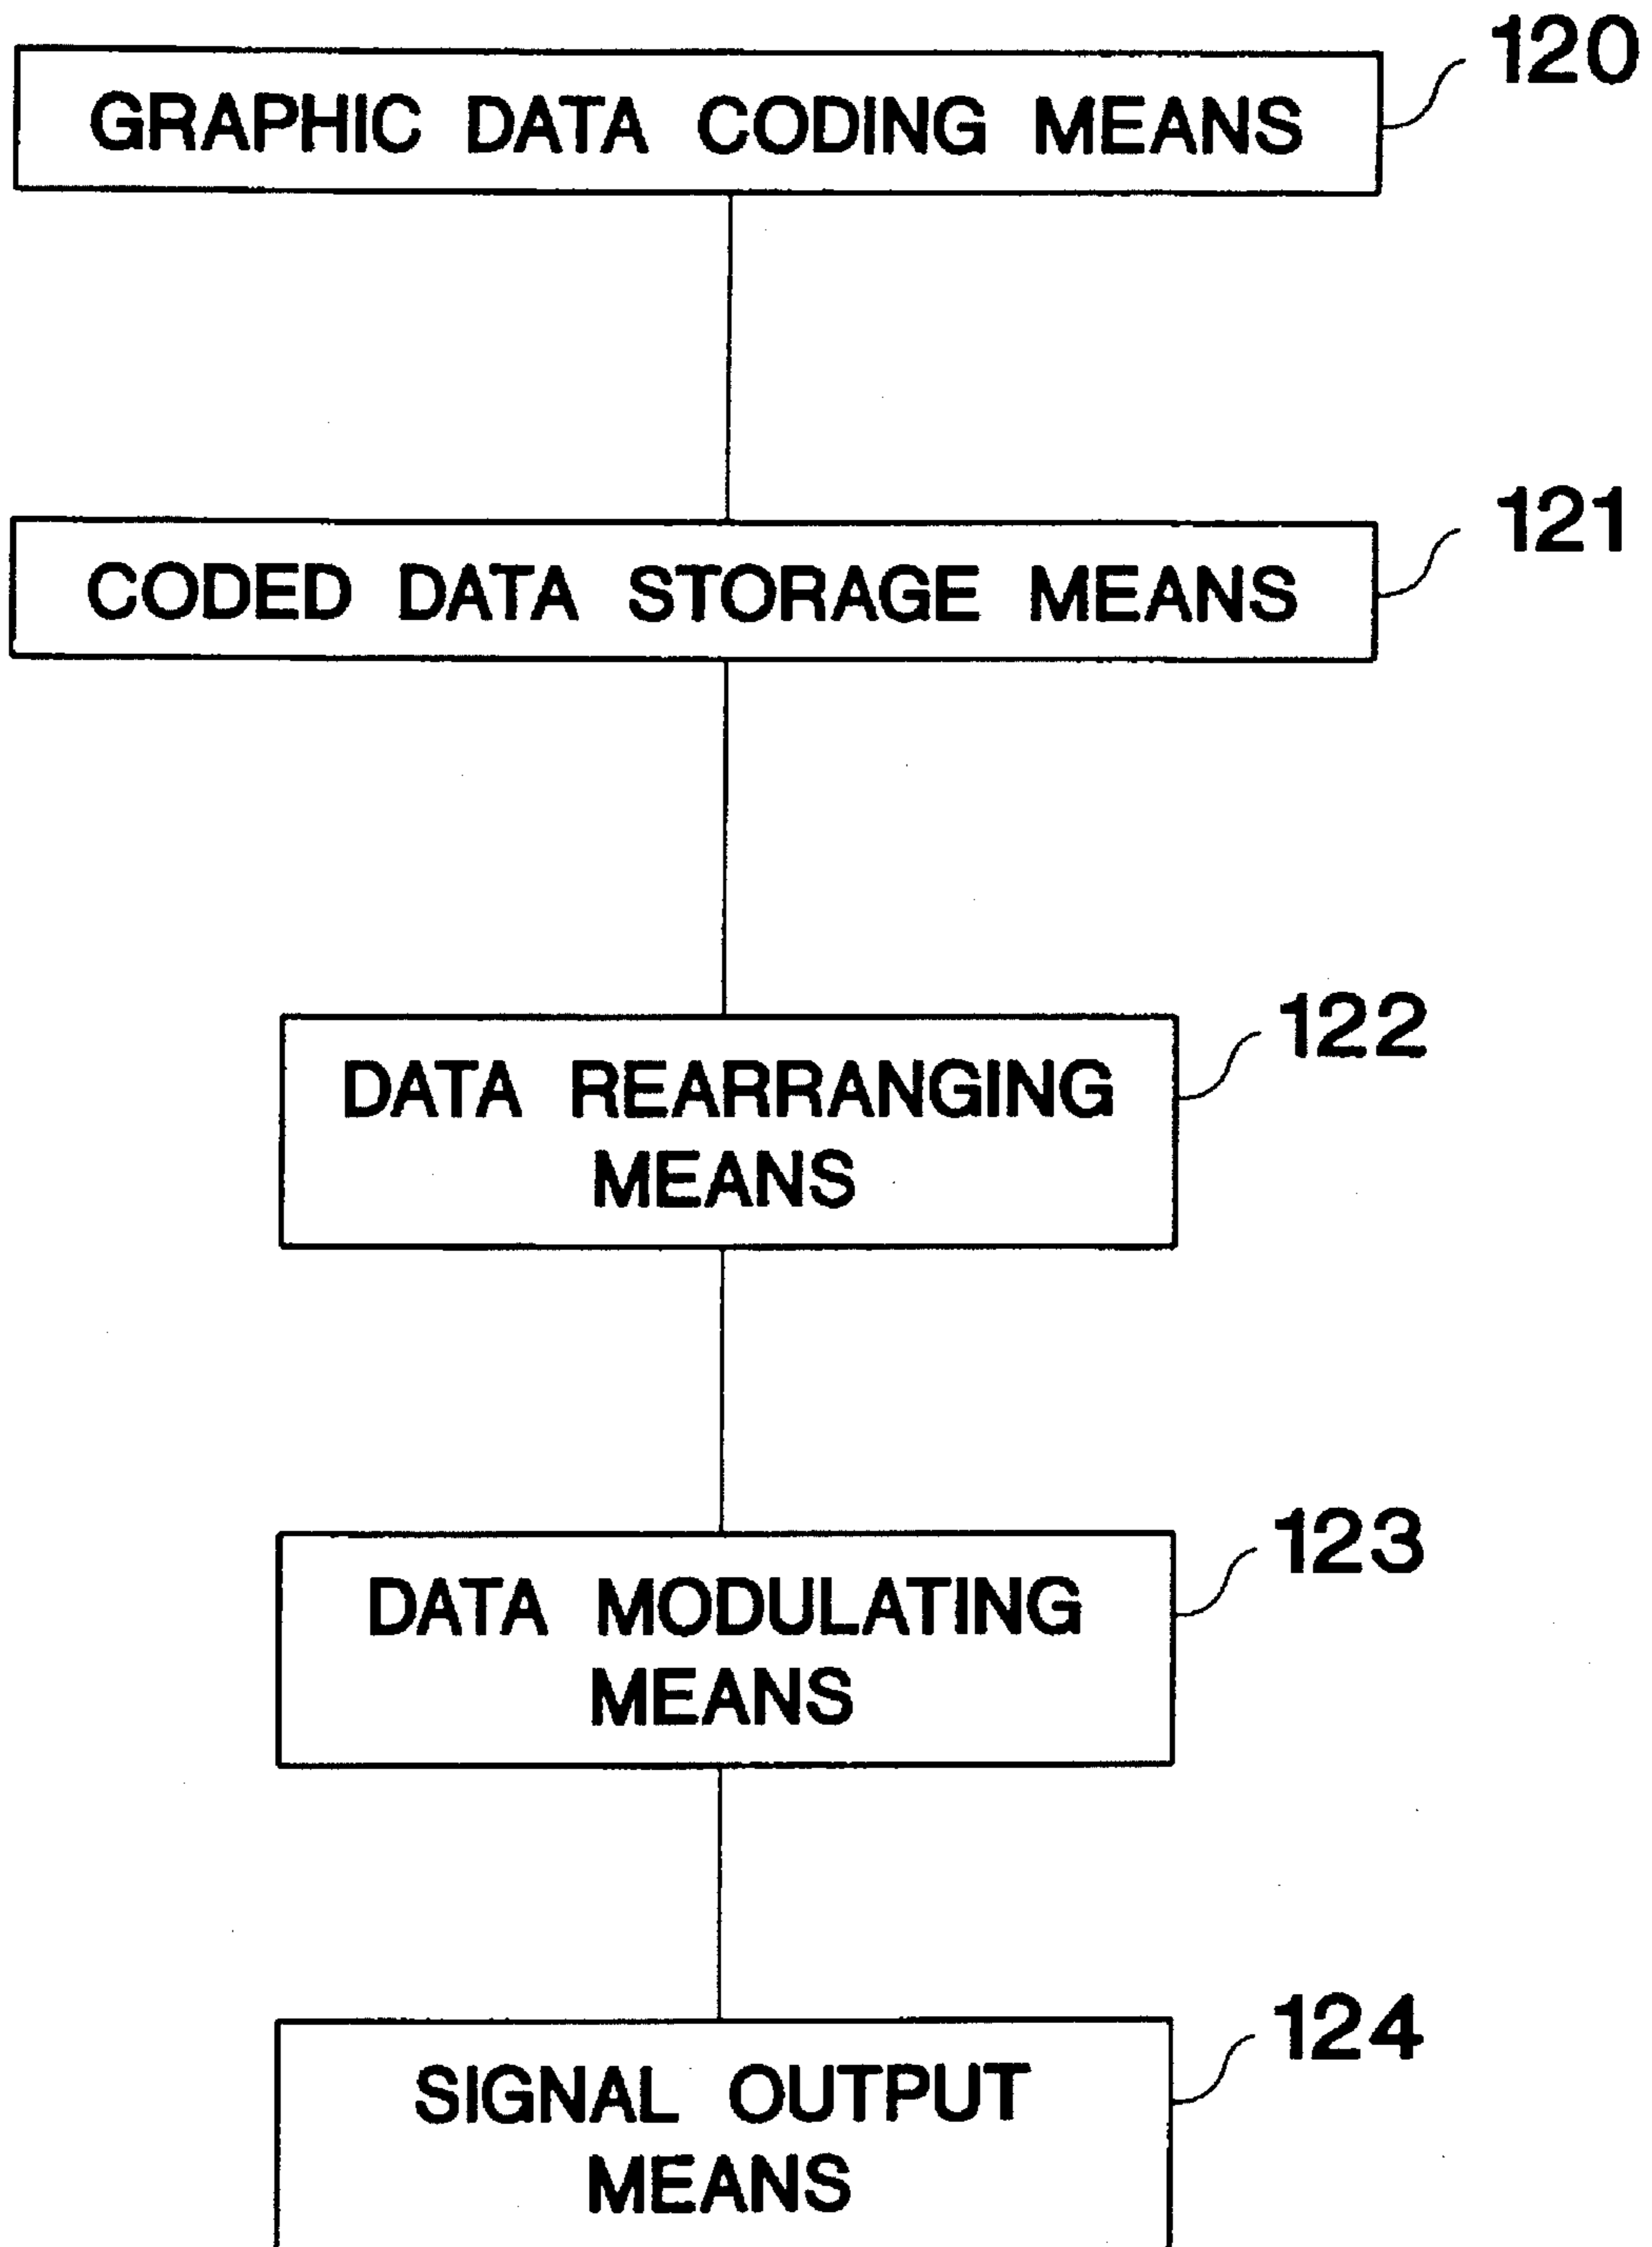 120
GRAPHIC DATA CODING MEANS
121
CODED DATA STORAGE MEANS
122
DATA REARRANGING
MEANS
123
DATA MODULATING
MEANS
124
SIGNAL OUTPUT
MEANS